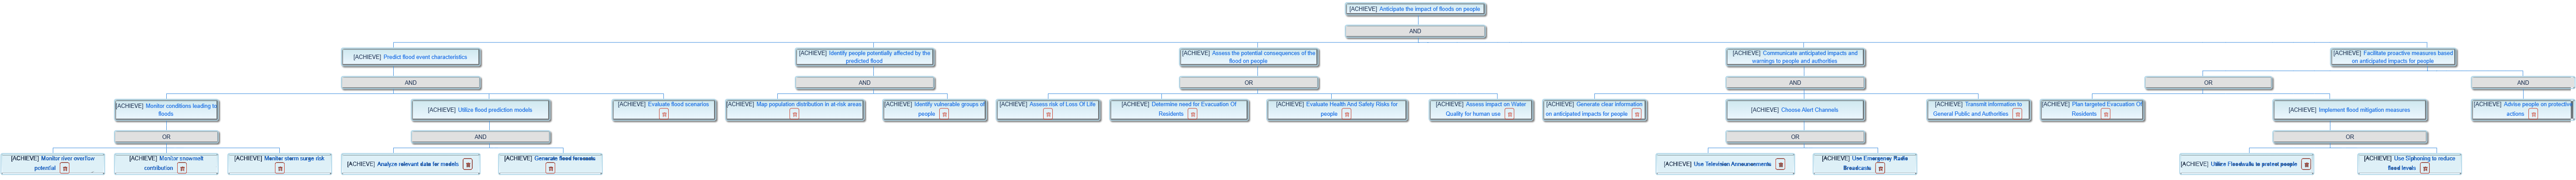 [ACHIEVE] Anticipate the impact of floods on people
AND
[ACHIEVE] Predict flood event characteristics
[ACHIEVE] Identify people potentially affected by the
predicted flood
[ACHIEVE] Assess the potential consequences of the
flood on people
[ACHIEVE] Communicate anticipated impacts and
warnings to people and authorities
[ACHIEVE] Facilitate proactive measures based
on anticipated impacts for people
AND
AND
OR
AND
OR
AND
[ACHIEVE] Monitor conditions leading to
floods
[ACHIEVE] Utilize flood prediction models
[ACHIEVE] Evaluate flood scenarios
[ACHIEVE] Map population distribution in at-risk areas
[ACHIEVE] Identify vulnerable groups of
people
[ACHIEVE] Assess risk of Loss Of Life
[ACHIEVE] Determine need for Evacuation Of
Residents
[ACHIEVE] Evaluate Health And Safety Risks for
people
[ACHIEVE] Assess impact on Water
Quality for human use
[ACHIEVE] Generate clear information
on anticipated impacts for people
[ACHIEVE] Choose Alert Channels
[ACHIEVE] Transmit information to
General Public and Authorities
[ACHIEVE] Plan targeted Evacuation Of
Residents
[ACHIEVE] Implement flood mitigation measures
[ACHIEVE] Advise people on protective
actions
OR
AND
OR
OR
[ACHIEVE] Monitor river overflow
potential
[ACHIEVE] Monitor snowmelt
contribution
[ACHIEVE] Monitor storm surge risk
[ACHIEVE] Analyze relevant data for models
[ACHIEVE] Generate flood forecasts
[ACHIEVE] Use Television Announcements
[ACHIEVE] Use Emergency Radio
Broadcasts
[ACHIEVE] Utilize Floodwalls to protect people
[ACHIEVE] Use Siphoning to reduce
flood levels